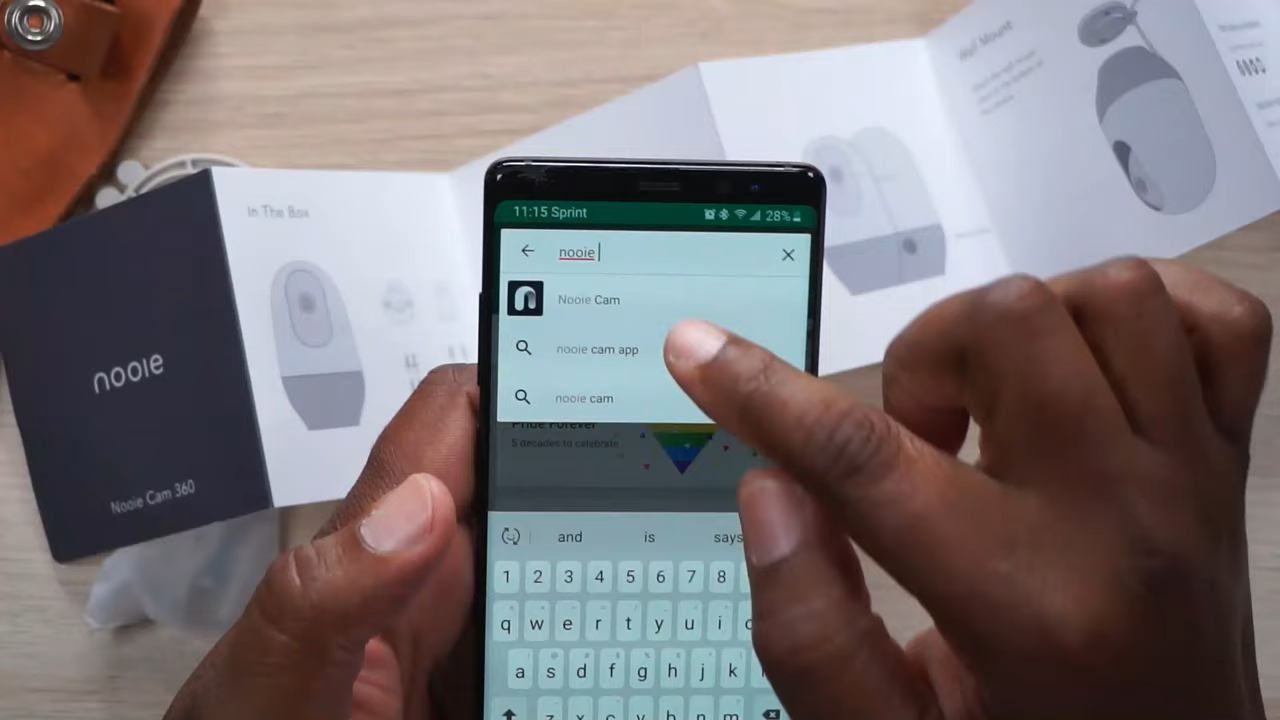 Wall Mount
In The Box
nooie
Nooie Cam 360
11:15 Sprint
28%
nooie
Nooie Cam
nooie cam app
nooie cam
Pride Forever
5 decades to celebrate
and is says
1 2 3 4 5 6 7 8
q w e r t y u i
a s d f g h j k
z x c v b n m